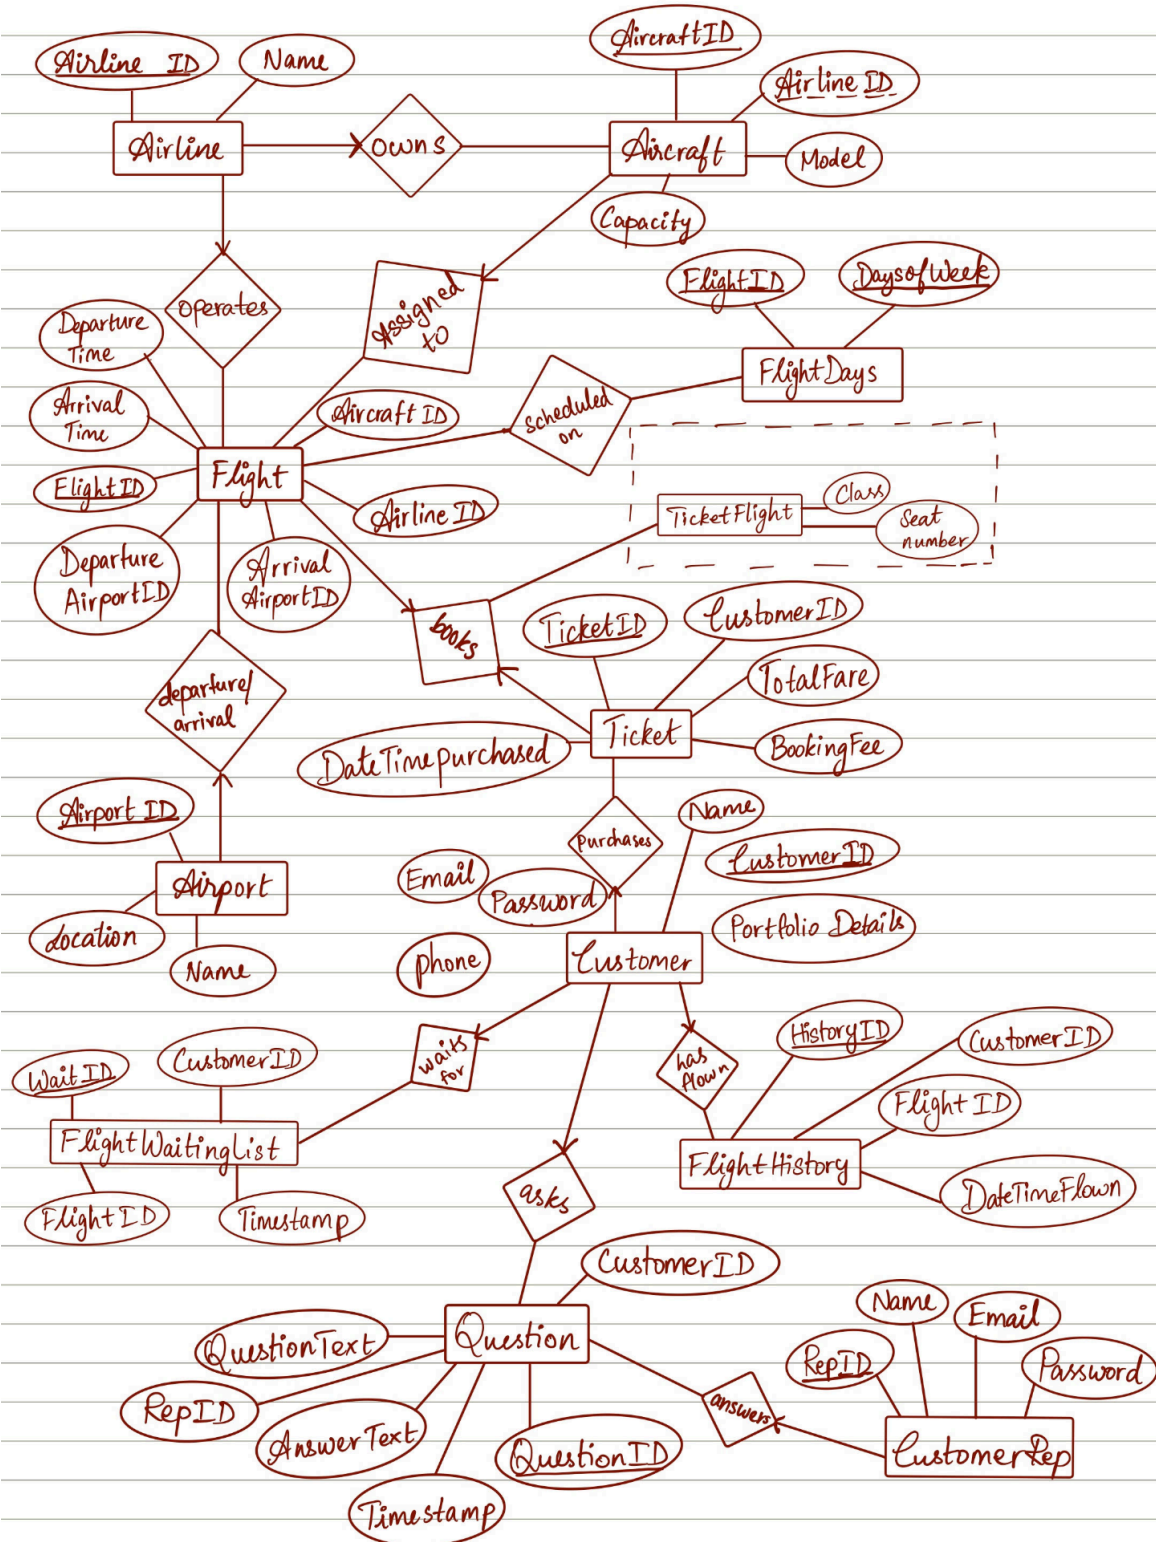 AircraftID
Airline ID
Name
Airline ID
Airline
owns
Aircraft
Model
Capacity
FlightID
DaysofWeek
operates
Assigned
to
Departure
Time
FlightDays
Arrival
Time
Aircraft ID
scheduled
on
Flight
FlightID
Airline ID
TicketFlight
Class
Seat
number
Departure
AirportID
Arrival
AirportID
books
TicketID
CustomerID
TotalFare
departure/
arrival
Ticket
DateTimepurchased
BookingFee
Airport ID
Name
purchases
CustomerID
Email
Password
Airport
Portfolio Details
Location
Name
phone
Customer
waits
for
has
flown
HistoryID
CustomerID
WaitID
CustomerID
Flight ID
FlightWaitingList
FlightHistory
DateTimeFlown
FlightID
Timestamp
asks
CustomerID
Name
Email
QuestionText
Question
RepID
Password
RepID
answers
AnswerText
QuestionID
CustomerRep
Timestamp